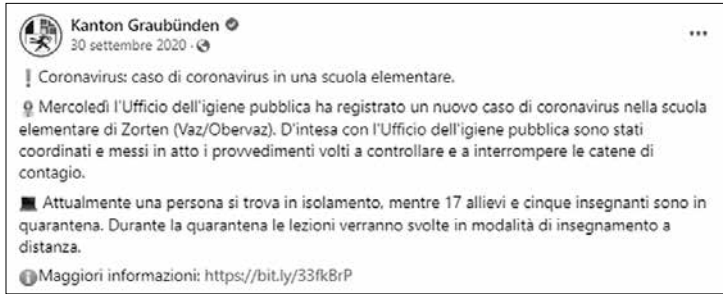 Kanton Graubünden
30 settembre 2020 ·
Coronavirus: caso di coronavirus in una scuola elementare.
Mercoledì l'Ufficio dell'igiene pubblica ha registrato un nuovo caso di coronavirus nella scuola
elementare di Zorten (Vaz/Obervaz). D'intesa con l'Ufficio dell'igiene pubblica sono stati
coordinati e messi in atto i provvedimenti volti a controllare e a interrompere le catene di
contagio.
Attualmente una persona si trova in isolamento, mentre 17 allievi e cinque insegnanti sono in
quarantena. Durante la quarantena le lezioni verranno svolte in modalità di insegnamento a
distanza.
Maggiori informazioni: https://bit.ly/33fkBrP